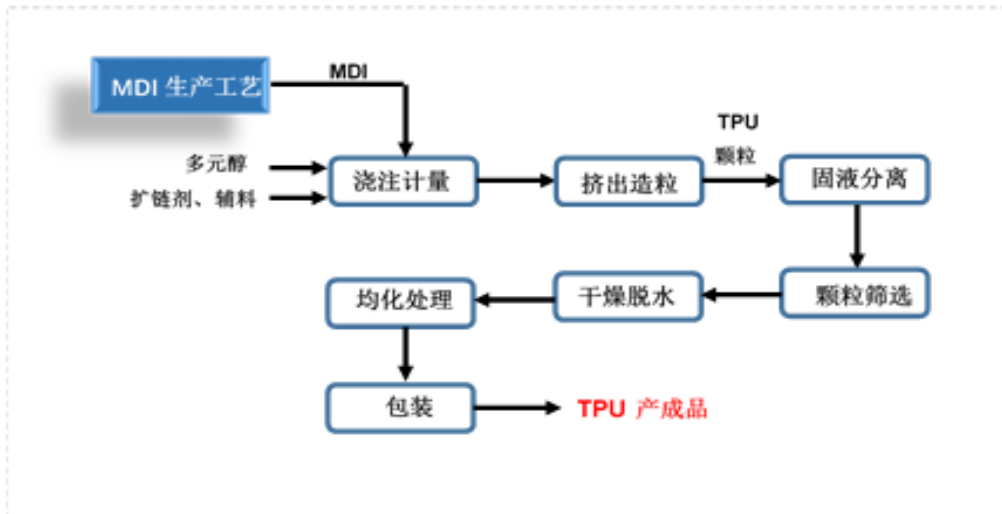 MDI 生产工艺
MDI
多元醇
扩链剂、辅料
浇注计量
挤出造粒
TPU
颗粒
固液分离
颗粒筛选
干燥脱水
均化处理
包装
TPU 产成品